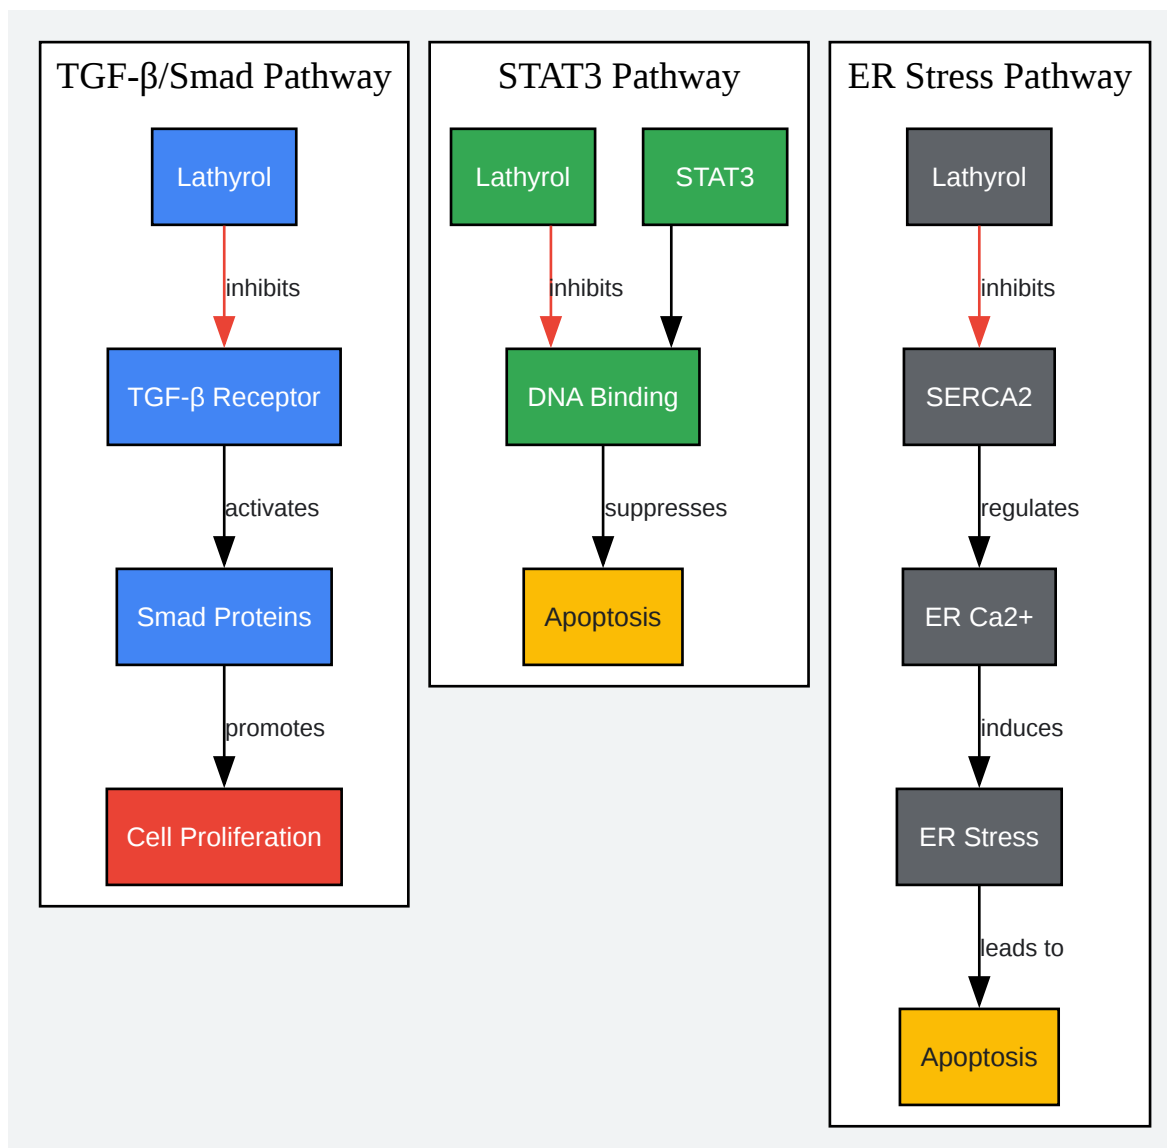 TGF-β/Smad Pathway
Lathyrol
inhibits
TGF-β Receptor
activates
Smad Proteins
promotes
Cell Proliferation
STAT3 Pathway
Lathyrol
STAT3
inhibits
DNA Binding
suppresses
Apoptosis
ER Stress Pathway
Lathyrol
inhibits
SERCA2
regulates
ER Ca2+
induces
ER Stress
leads to
Apoptosis